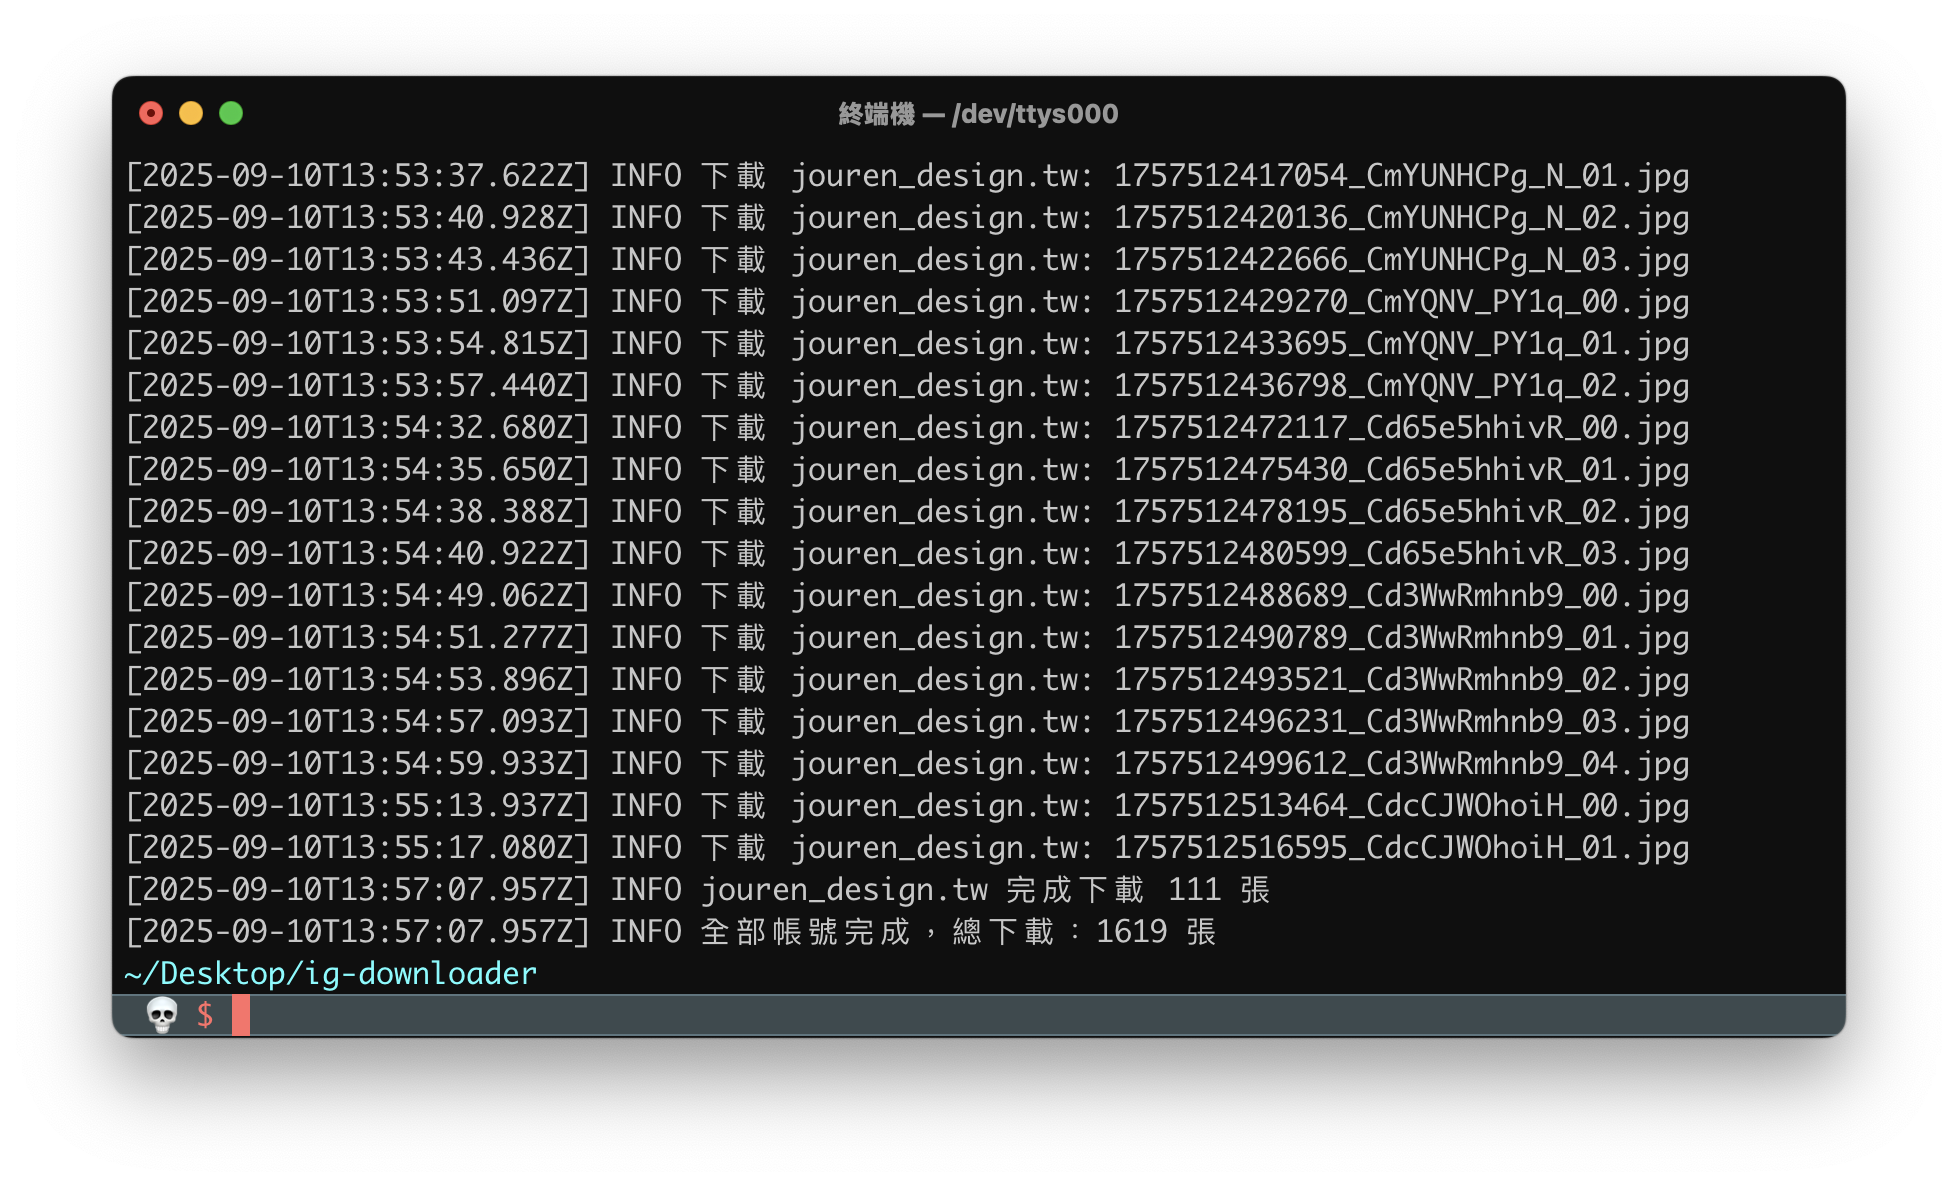 終端機 — /dev/ttys000
[2025-09-10T13:53:37.622Z] INFO 下載 jouren_design.tw: 1757512417054_CmYUNHCPg_N_01.jpg
[2025-09-10T13:53:40.928Z] INFO 下載 jouren_design.tw: 1757512420136_CmYUNHCPg_N_02.jpg
[2025-09-10T13:53:43.436Z] INFO 下載 jouren_design.tw: 1757512422666_CmYUNHCPg_N_03.jpg
[2025-09-10T13:53:51.097Z] INFO 下載 jouren_design.tw: 1757512429270_CmYQNV_PY1q_00.jpg
[2025-09-10T13:53:54.815Z] INFO 下載 jouren_design.tw: 1757512433695_CmYQNV_PY1q_01.jpg
[2025-09-10T13:53:57.440Z] INFO 下載 jouren_design.tw: 1757512436798_CmYQNV_PY1q_02.jpg
[2025-09-10T13:54:32.680Z] INFO 下載 jouren_design.tw: 1757512472117_Cd65e5hhivR_00.jpg
[2025-09-10T13:54:35.650Z] INFO 下載 jouren_design.tw: 1757512475430_Cd65e5hhivR_01.jpg
[2025-09-10T13:54:38.388Z] INFO 下載 jouren_design.tw: 1757512478195_Cd65e5hhivR_02.jpg
[2025-09-10T13:54:40.922Z] INFO 下載 jouren_design.tw: 1757512480599_Cd65e5hhivR_03.jpg
[2025-09-10T13:54:49.062Z] INFO 下載 jouren_design.tw: 1757512488689_Cd3WwRmhnb9_00.jpg
[2025-09-10T13:54:51.277Z] INFO 下載 jouren_design.tw: 1757512490789_Cd3WwRmhnb9_01.jpg
[2025-09-10T13:54:53.896Z] INFO 下載 jouren_design.tw: 1757512493521_Cd3WwRmhnb9_02.jpg
[2025-09-10T13:54:57.093Z] INFO 下載 jouren_design.tw: 1757512496231_Cd3WwRmhnb9_03.jpg
[2025-09-10T13:54:59.933Z] INFO 下載 jouren_design.tw: 1757512499612_Cd3WwRmhnb9_04.jpg
[2025-09-10T13:55:13.937Z] INFO 下載 jouren_design.tw: 1757512513464_CdcCJWOhoiH_00.jpg
[2025-09-10T13:55:17.080Z] INFO 下載 jouren_design.tw: 1757512516595_CdcCJWOhoiH_01.jpg
[2025-09-10T13:57:07.957Z] INFO jouren_design.tw 完成下載 111 張
[2025-09-10T13:57:07.957Z] INFO 全部帳號完成，總下載：1619 張
~/Desktop/ig-downloader
💀 $